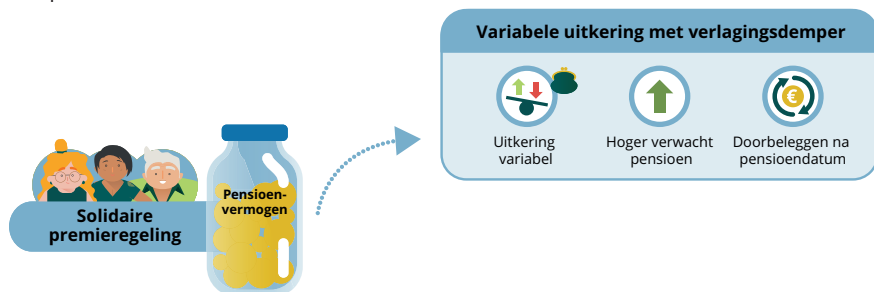 Variabele uitkering met verlagingsdemper
Uitkering
variabel
Hoger verwacht
pensioen
Doorbeleggen na
pensioendatum
€
Pensioen-
vermogen
Solidaire
premieregeling